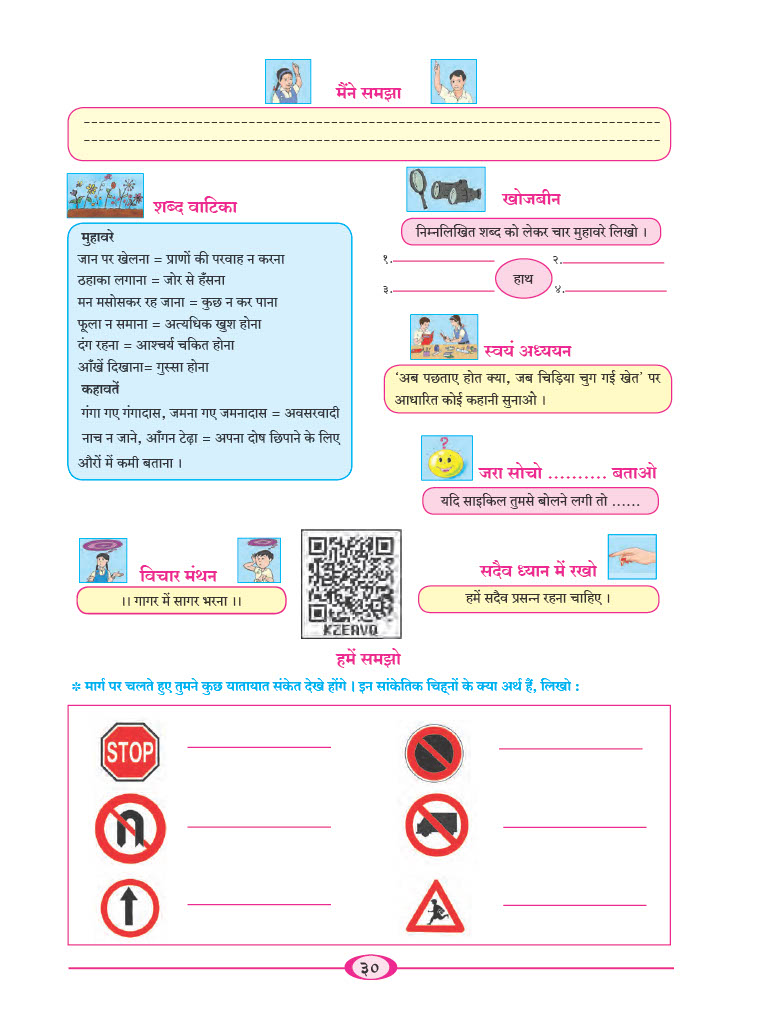 मैंने समझा
शब्द वाटिका
मुहावरे
जान पर खेलना = प्राणों की परवाह न करना
ठहाका लगाना = जोर से हँसना
मन मसोसकर रह जाना = कुछ न कर पाना
फूला न समाना = अत्यधिक खुश होना
दंग रहना = आश्चर्य चकित होना
आँखें दिखाना= गुस्सा होना
कहावतें
गंगा गए गंगादास, जमना गए जमनादास = अवसरवादी
नाच न जाने, आँगन टेढ़ा = अपना दोष छिपाने के लिए
औरों में कमी बताना ।
खोजबीन
निम्नलिखित शब्द को लेकर चार मुहावरे लिखो ।
१.
२.
हाथ
३.
४.
स्वयं अध्ययन
‘अब पछताए होत क्या, जब चिड़िया चुग गई खेत’ पर
आधारित कोई कहानी सुनाओ ।
जरा सोचो .......... बताओ
यदि साइकिल तुमसे बोलने लगी तो ......
विचार मंथन
।। गागर में सागर भरना ।।
KZEAVQ
सदैव ध्यान में रखो
हमें सदैव प्रसन्न रहना चाहिए ।
हमें समझो
* मार्ग पर चलते हुए तुमने कुछ यातायात संकेत देखे होंगे । इन सांकेतिक चिह्नों के क्या अर्थ हैं, लिखो :
STOP
३०